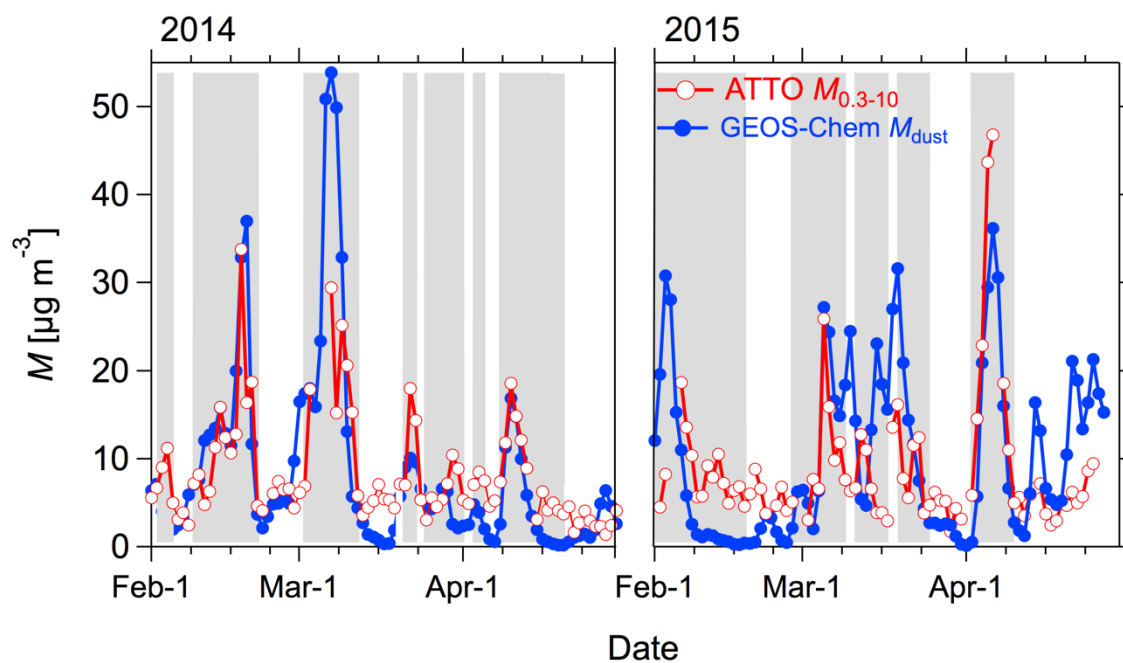 2014
2015
50
40
30
20
10
0
M [µg m⁻³]
ATTO M₀.₃₋₁₀
GEOS-Chem M_dust
Feb-1
Mar-1
Apr-1
Feb-1
Mar-1
Apr-1
Date